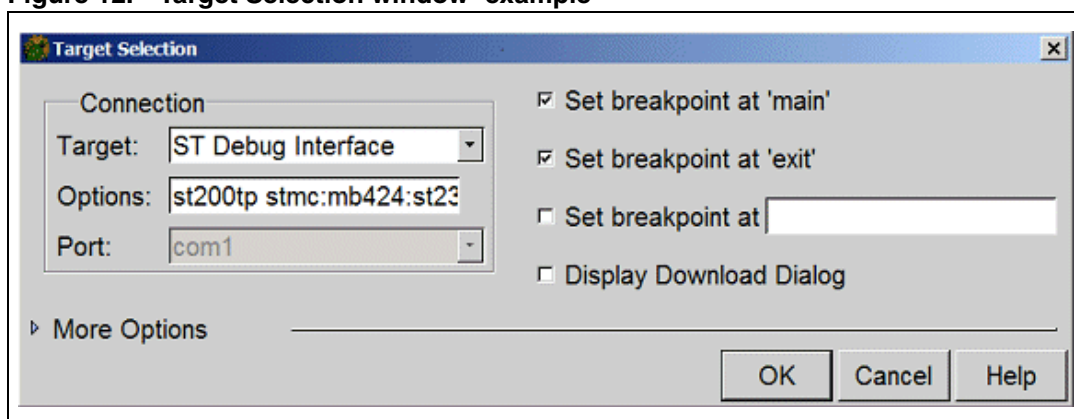 Figure 12. Target Selection window - example
Target Selection
Connection
Target: ST Debug Interface
Options: st200tp stmc:mb424:st23
Port: com1
Set breakpoint at 'main'
Set breakpoint at 'exit'
Set breakpoint at
Display Download Dialog
More Options
OK Cancel Help